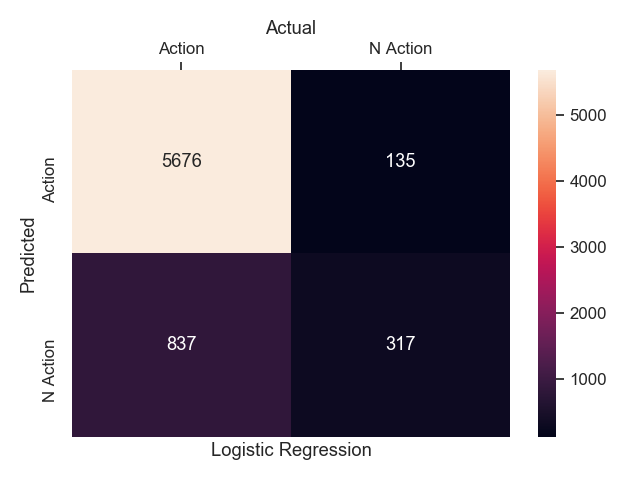 Actual
Action N Action
Predicted
Action
5676 135
N Action
837 317
Logistic Regression
5000
4000
3000
2000
1000